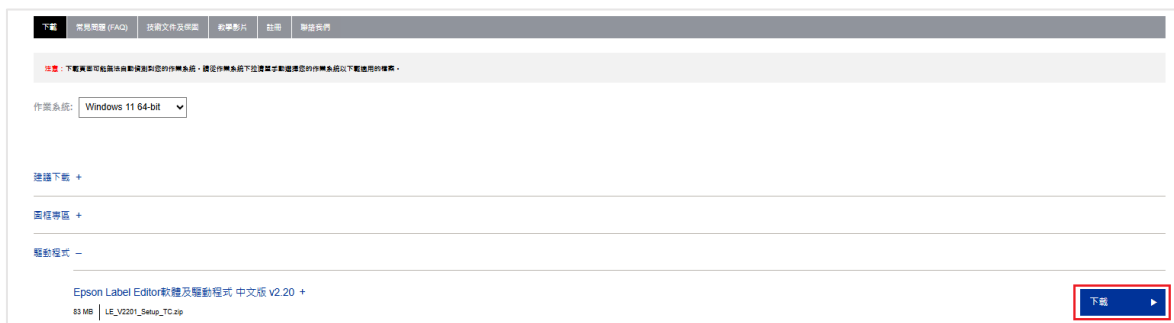 下載 常見問題 (FAQ) 技術文件及保固 教學影片 註冊 聯絡我們
注意：下載頁面可能無法自動偵測到您的作業系統，請從作業系統下拉清單手動選擇您的作業系統以下載適用的檔案。
作業系統: Windows 11 64-bit
建議下載 +
圖框專區 +
驅動程式 –
Epson Label Editor軟體及驅動程式 中文版 v2.20 +
下載
83 MB LE_V2201_Setup_TC.zip